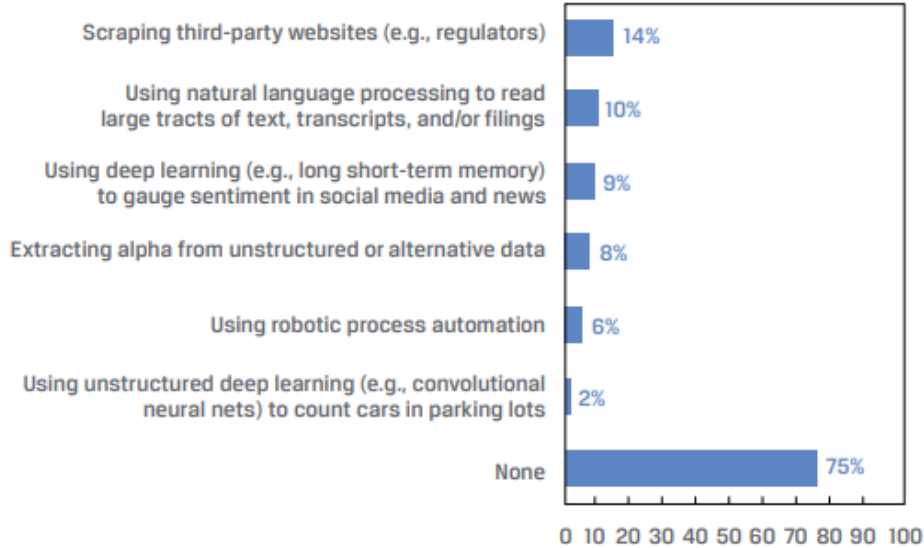 Scraping third-party websites (e.g., regulators)
14%
Using natural language processing to read
large tracts of text, transcripts, and/or filings
10%
Using deep learning (e.g., long short-term memory)
to gauge sentiment in social media and news
9%
Extracting alpha from unstructured or alternative data
8%
Using robotic process automation
6%
Using unstructured deep learning (e.g., convolutional
neural nets) to count cars in parking lots
2%
None
75%
0 10 20 30 40 50 60 70 80 90 100